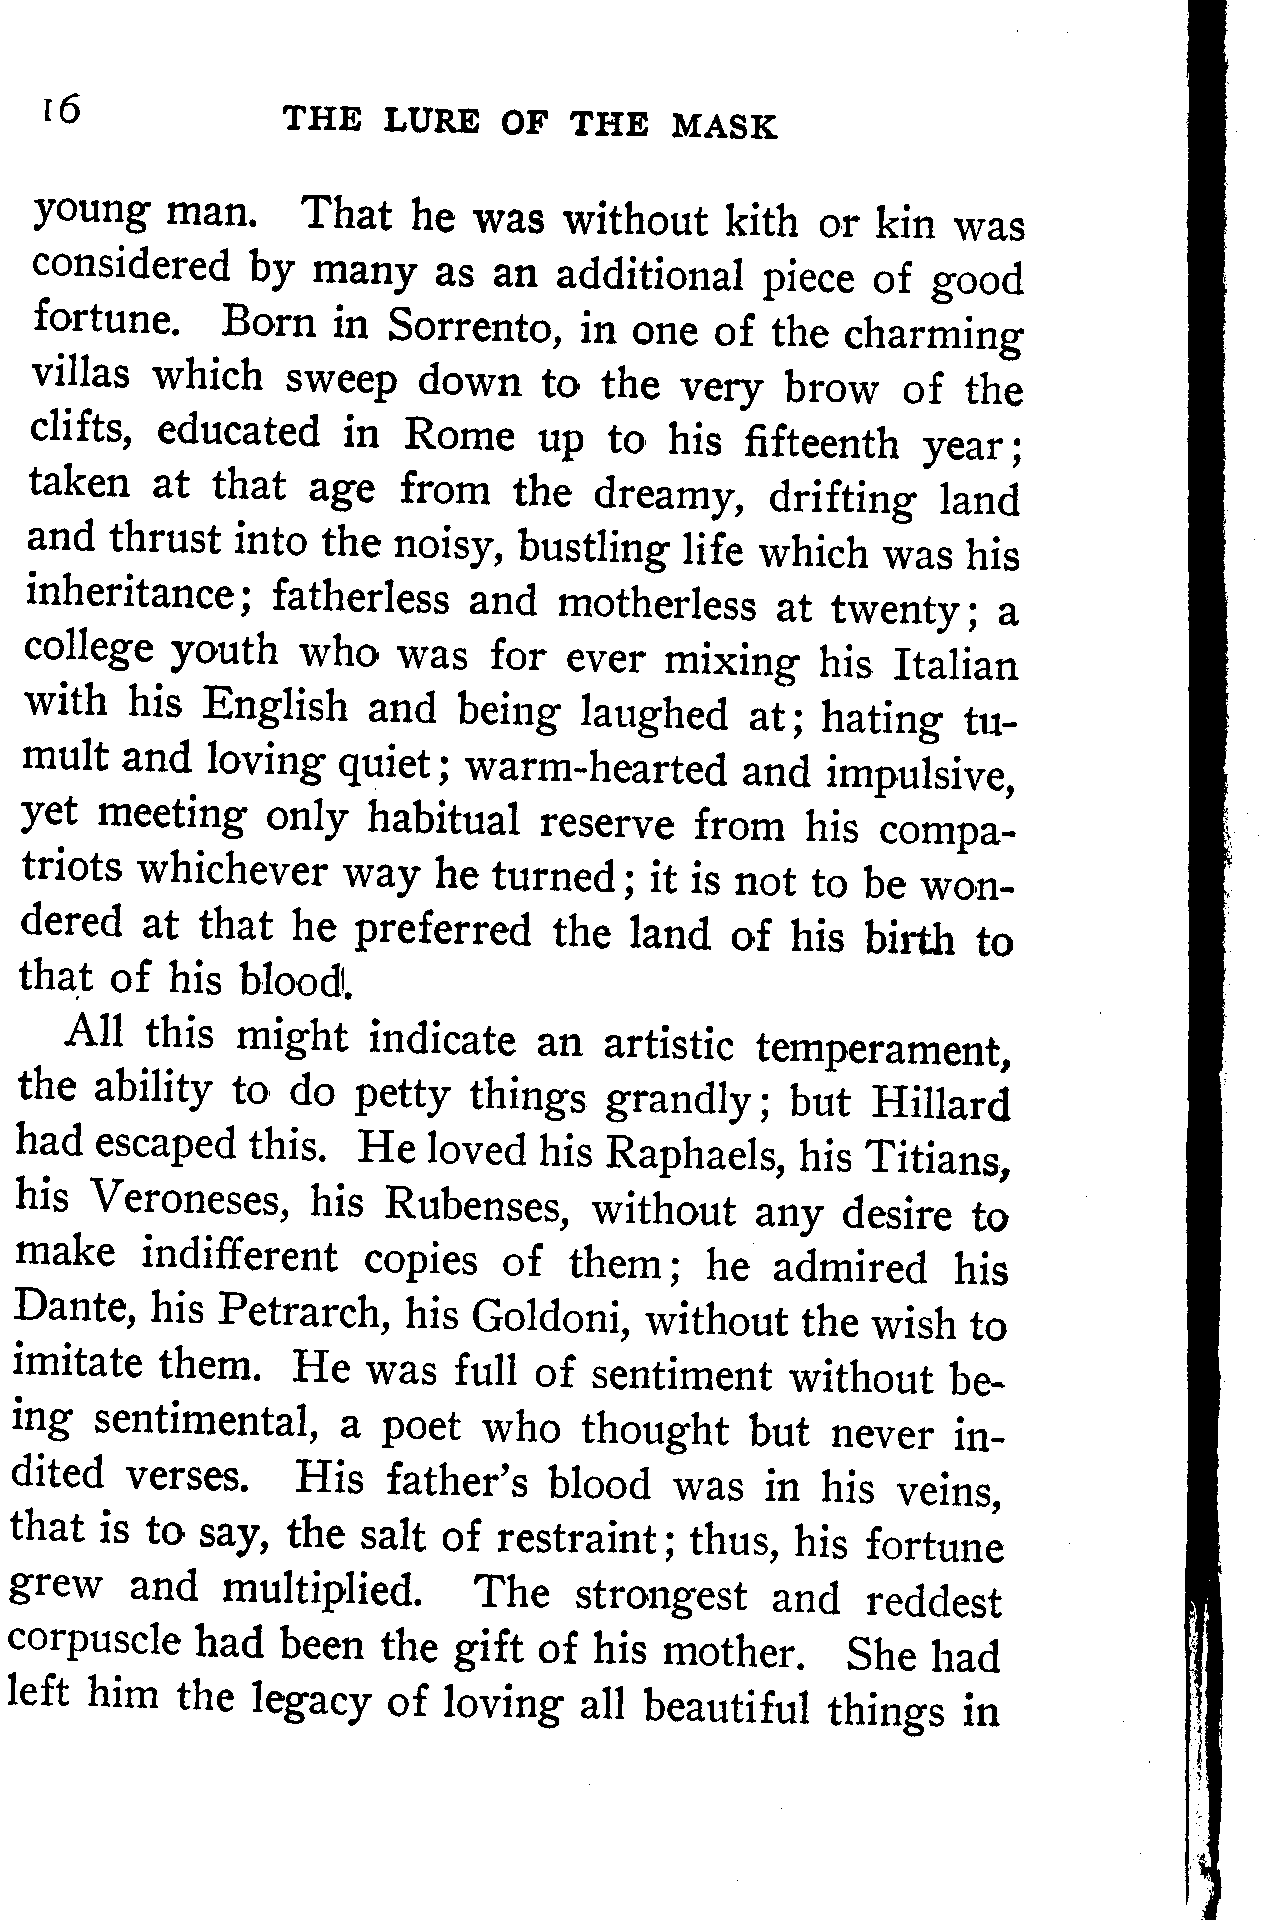 16 THE LURE OF THE MASK
young man. That he was without kith or kin was
considered by many as an additional piece of good
fortune. Born in Sorrento, in one of the charming
villas which sweep down to the very brow of the
clifts, educated in Rome up to his fifteenth year;
taken at that age from the dreamy, drifting land
and thrust into the noisy, bustling life which was his
inheritance; fatherless and motherless at twenty; a
college youth who was for ever mixing his Italian
with his English and being laughed at; hating tu-
mult and loving quiet; warm-hearted and impulsive,
yet meeting only habitual reserve from his compa-
triots whichever way he turned; it is not to be won-
dered at that he preferred the land of his birth to
that of his blood.
All this might indicate an artistic temperament,
the ability to do petty things grandly; but Hillard
had escaped this. He loved his Raphaels, his Titians,
his Veroneses, his Rubenses, without any desire to
make indifferent copies of them; he admired his
Dante, his Petrarch, his Goldoni, without the wish to
imitate them. He was full of sentiment without be-
ing sentimental, a poet who thought but never in-
dited verses. His father's blood was in his veins,
that is to say, the salt of restraint; thus, his fortune
grew and multiplied. The strongest and reddest
corpuscle had been the gift of his mother. She had
left him the legacy of loving all beautiful things in